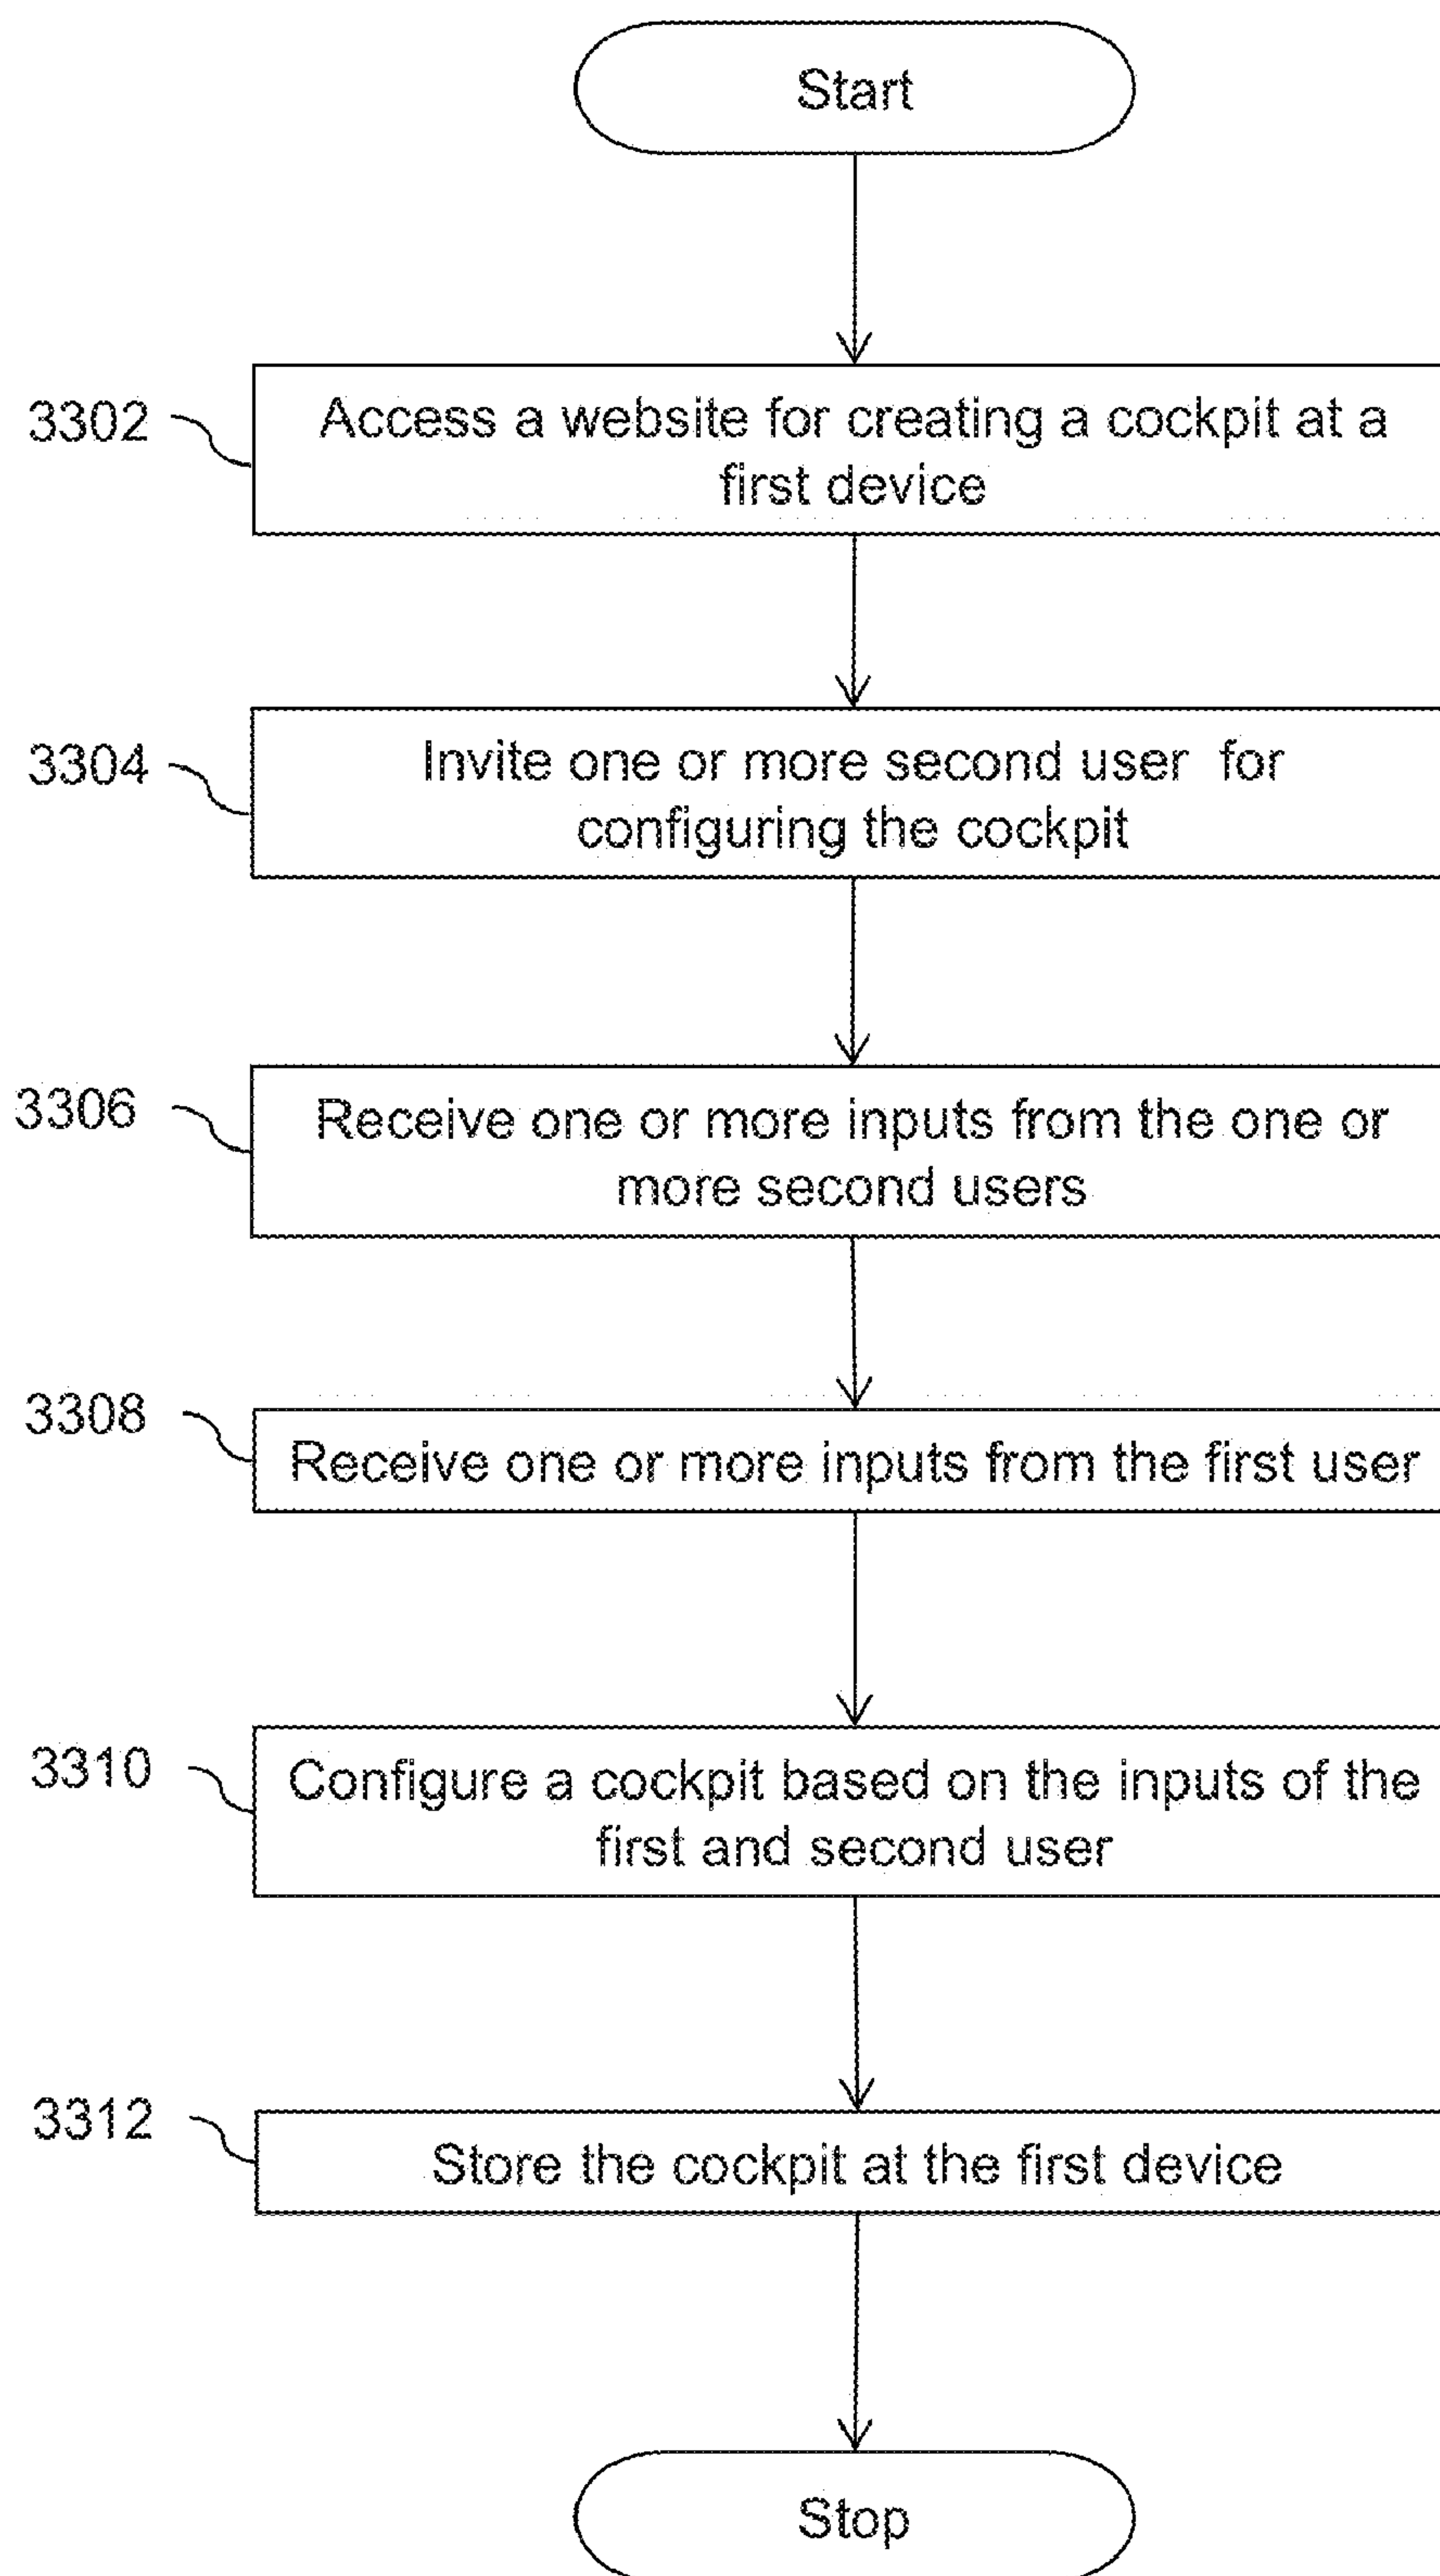 Start
3302
Access a website for creating a cockpit at a
first device
3304
Invite one or more second user for
configuring the cockpit
3306
Receive one or more inputs from the one or
more second users
3308
Receive one or more inputs from the first user
3310
Configure a cockpit based on the inputs of the
first and second user
3312
Store the cockpit at the first device
Stop